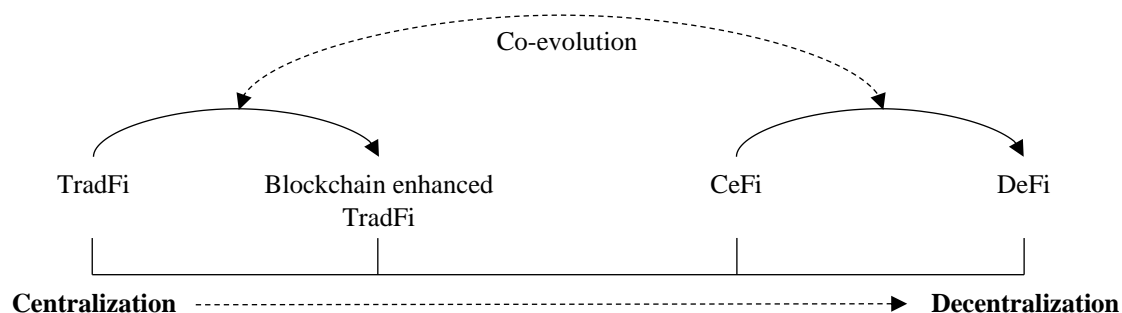 Co-evolution
TradFi
Blockchain enhanced
TradFi
CeFi
DeFi
Centralization
Decentralization